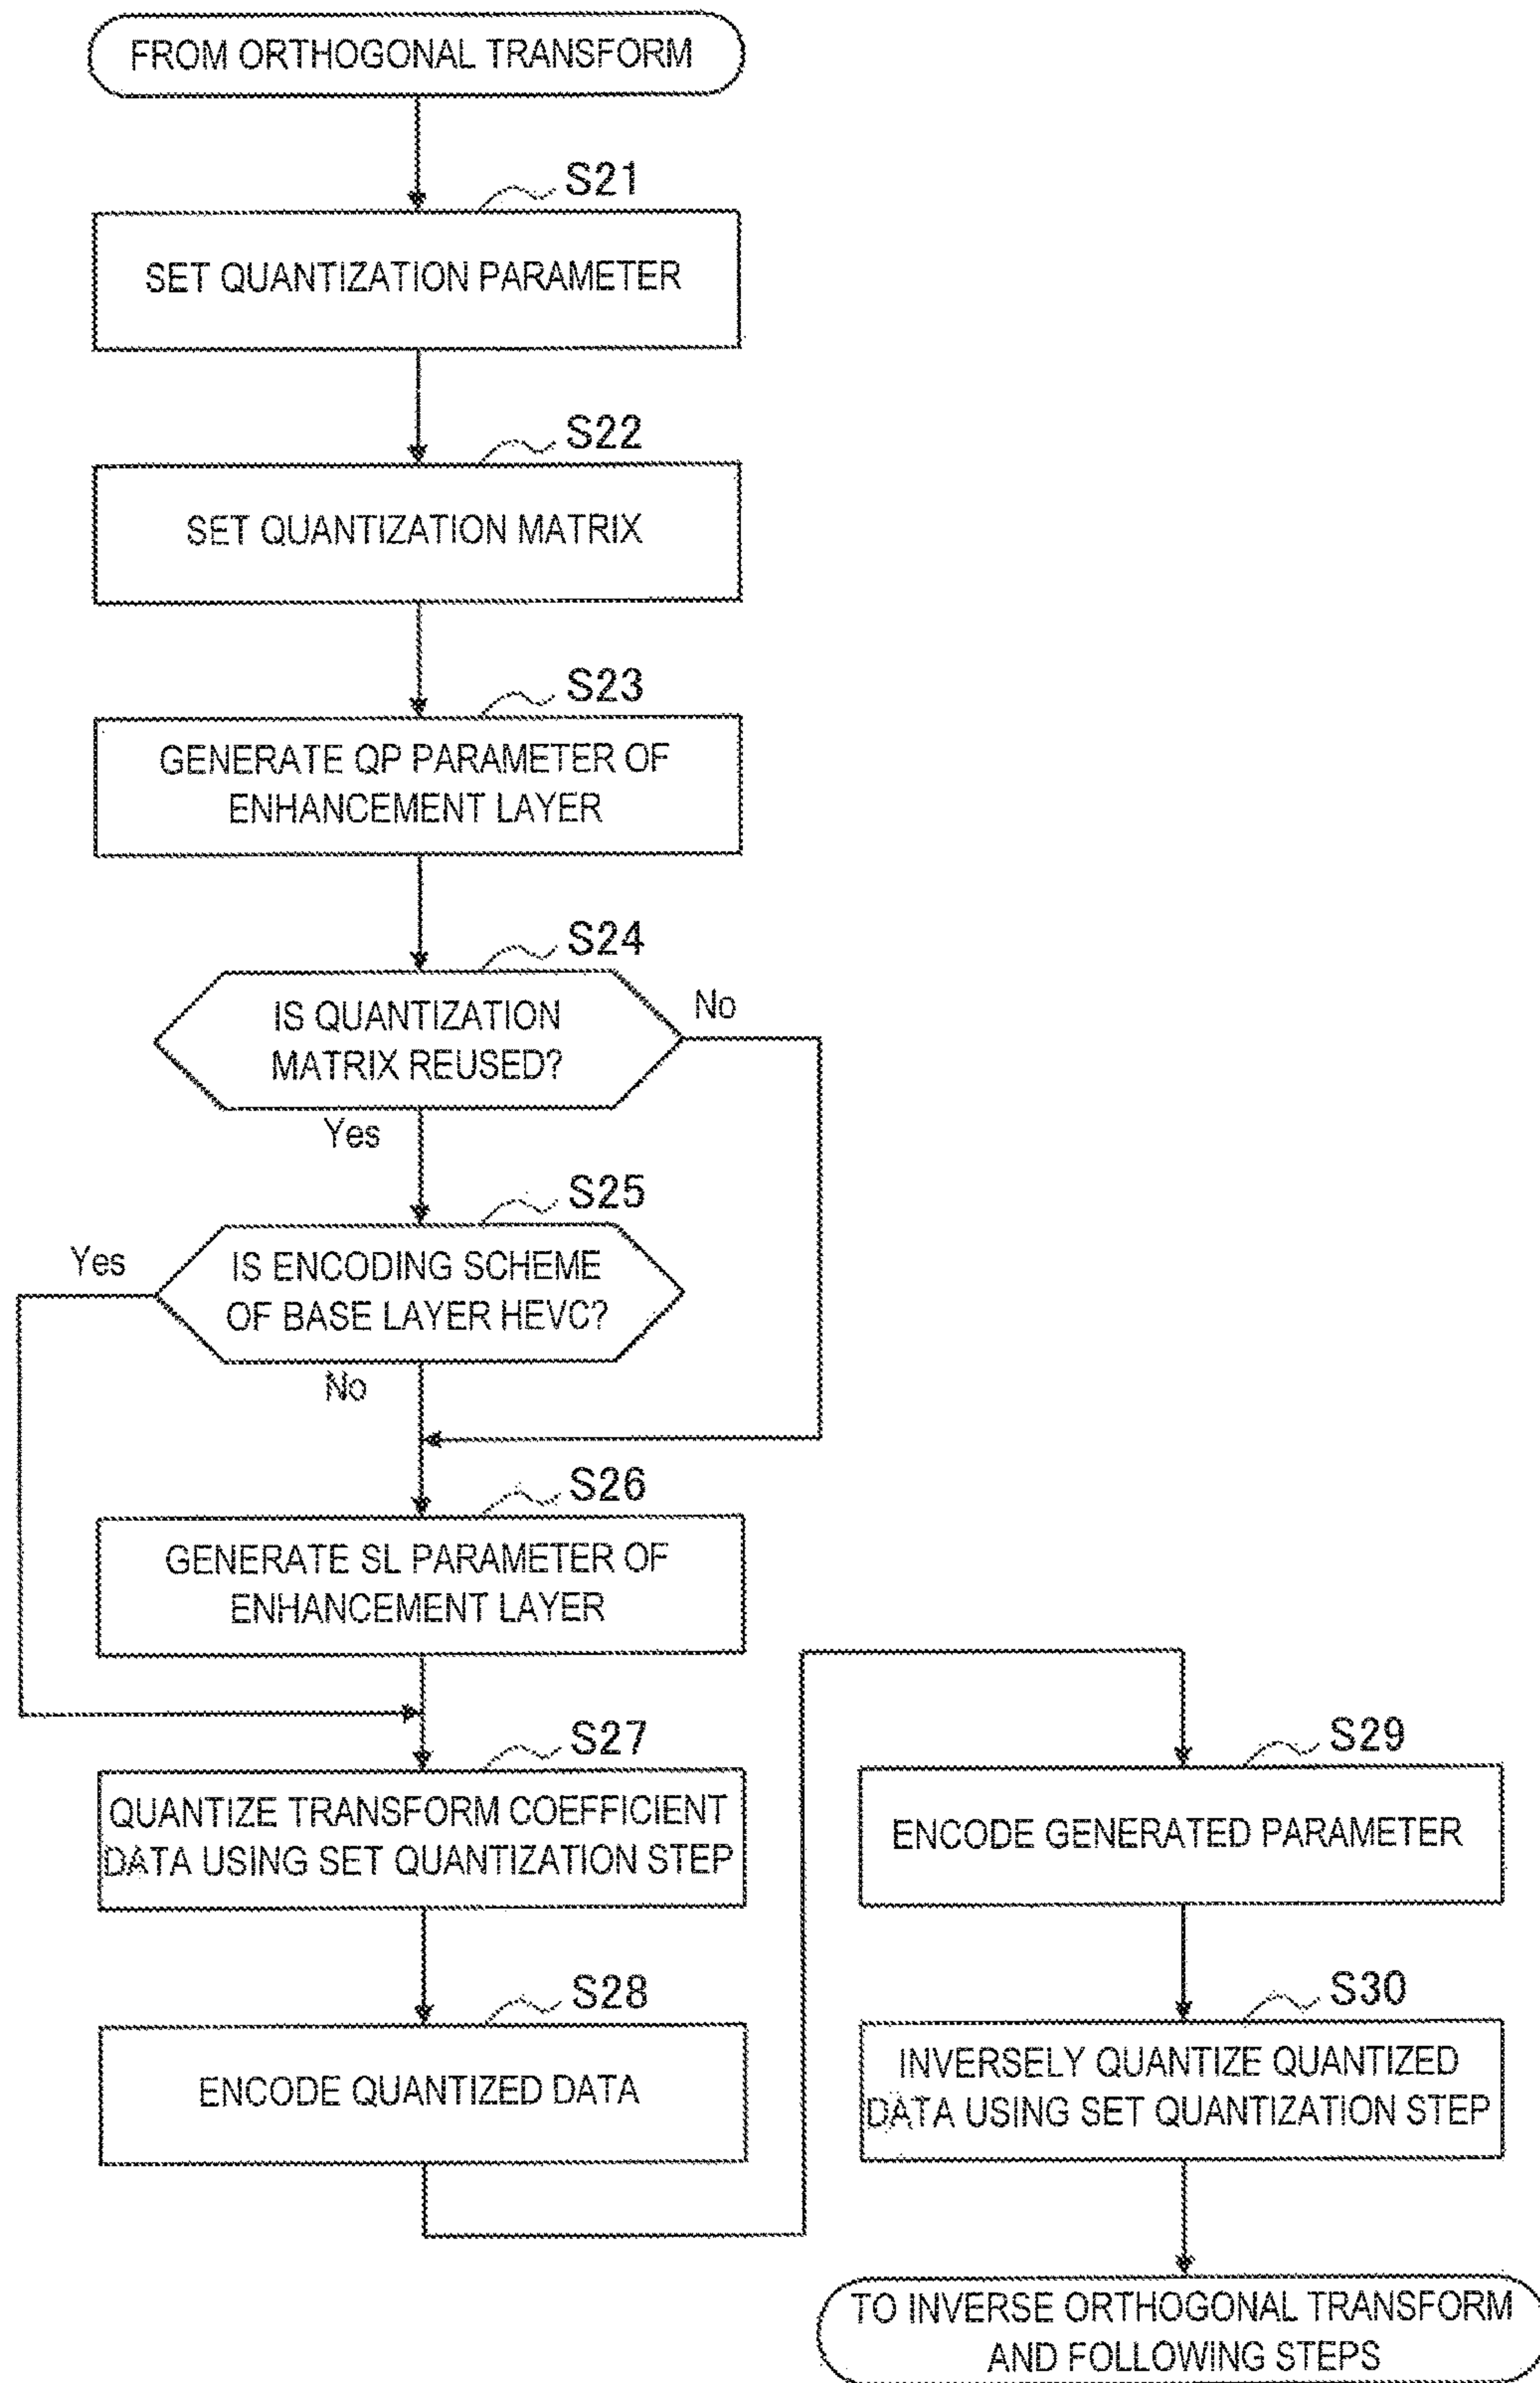 FROM ORTHOGONAL TRANSFORM
S21
SET QUANTIZATION PARAMETER
S22
SET QUANTIZATION MATRIX
S23
GENERATE QP PARAMETER OF
ENHANCEMENT LAYER
S24
IS QUANTIZATION
MATRIX REUSED?
No
Yes
S25
Yes
IS ENCODING SCHEME
OF BASE LAYER HEVC?
No
S26
GENERATE SL PARAMETER OF
ENHANCEMENT LAYER
S27
QUANTIZE TRANSFORM COEFFICIENT
DATA USING SET QUANTIZATION STEP
S28
ENCODE QUANTIZED DATA
S29
ENCODE GENERATED PARAMETER
S30
INVERSELY QUANTIZE QUANTIZED
DATA USING SET QUANTIZATION STEP
TO INVERSE ORTHOGONAL TRANSFORM
AND FOLLOWING STEPS